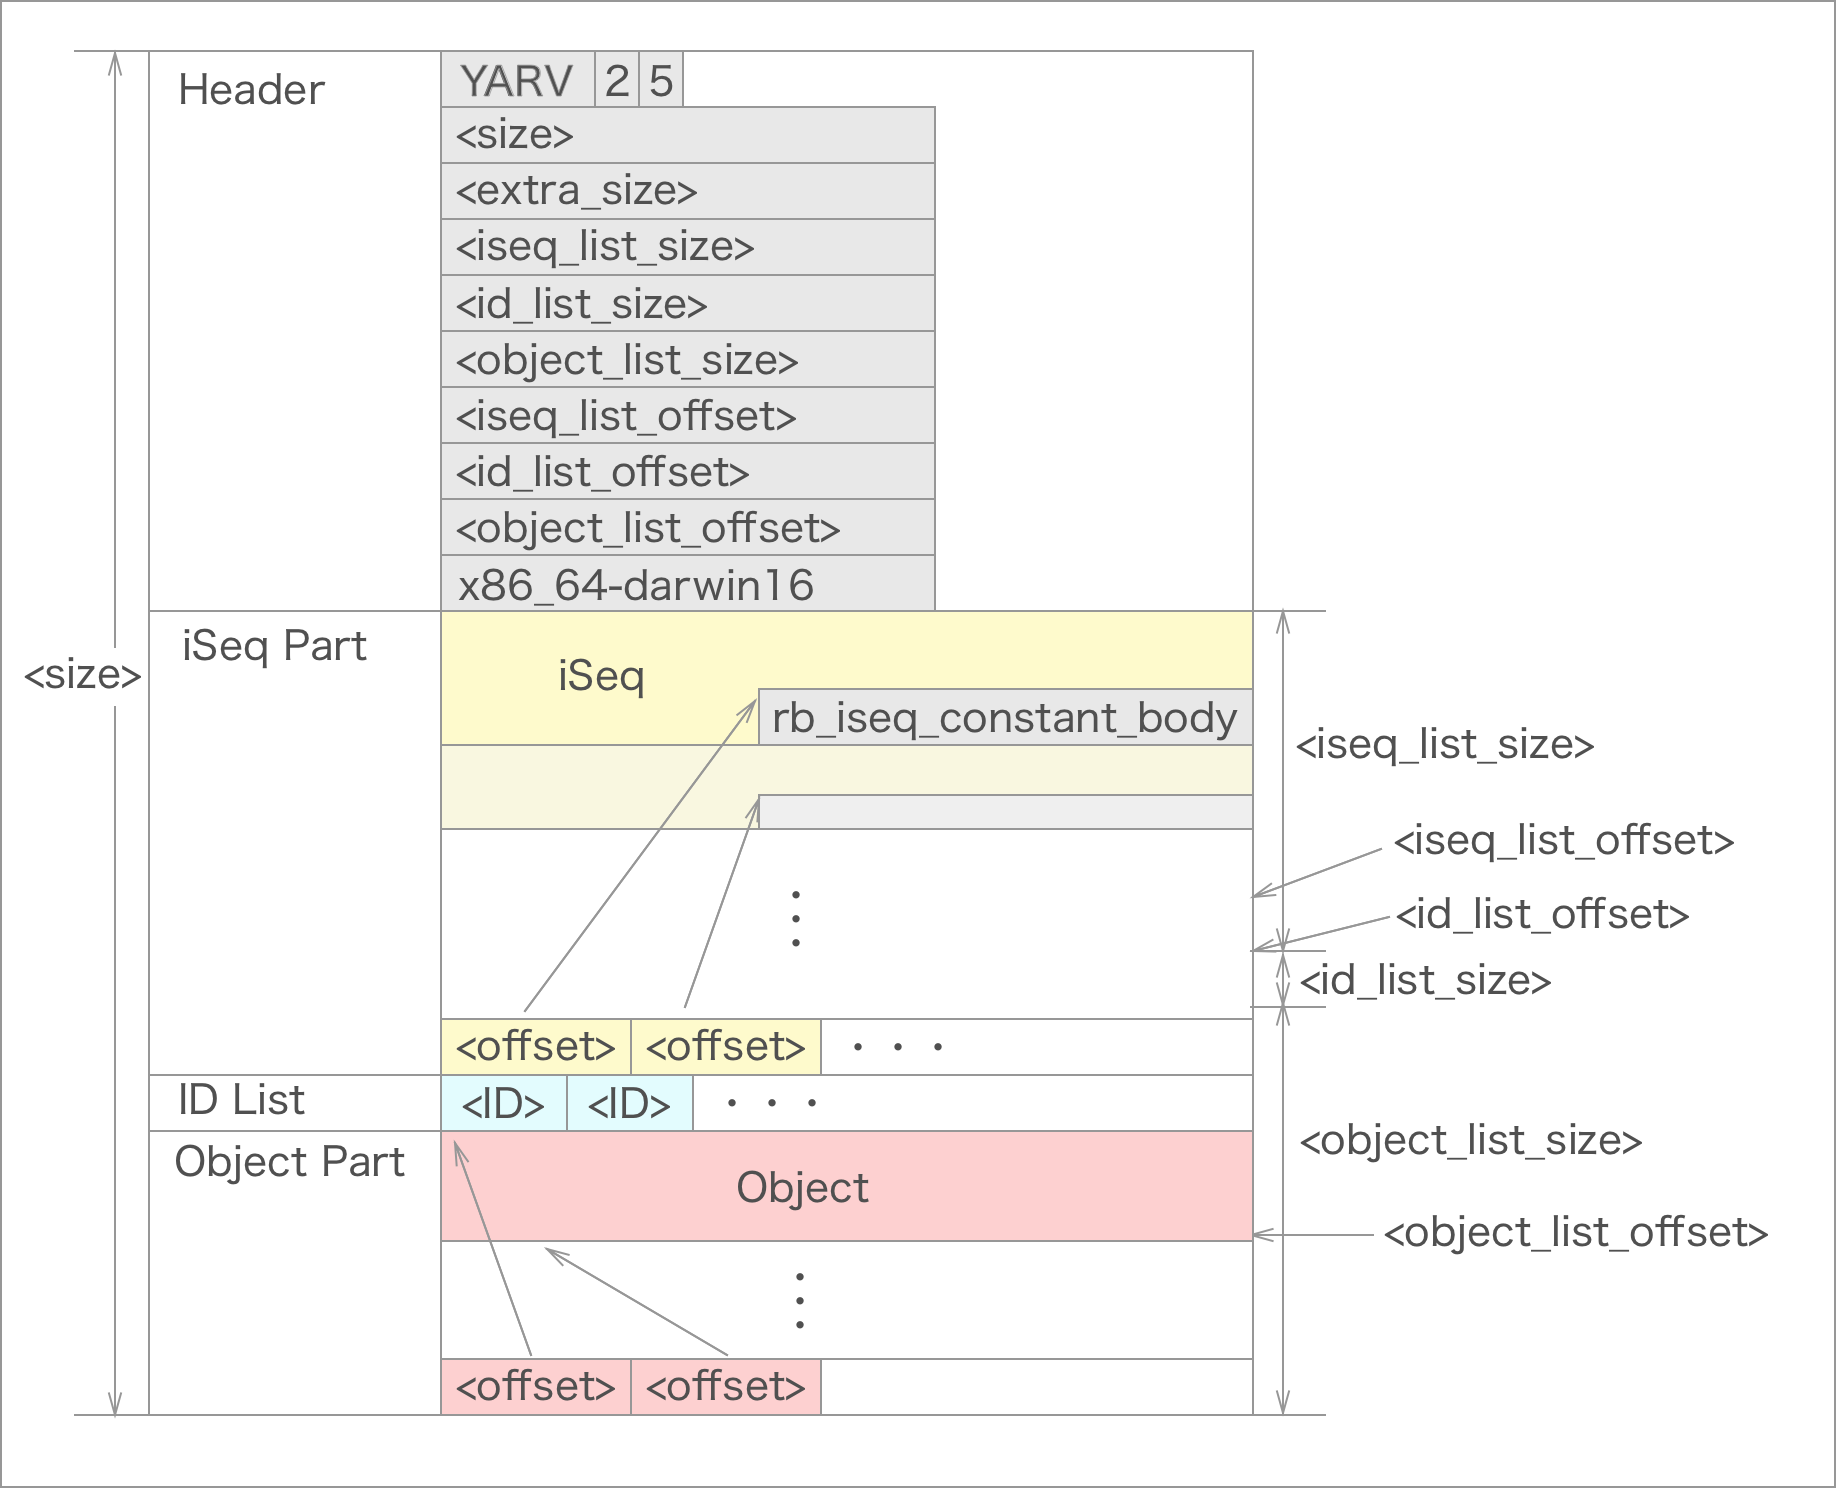 Header
YARV 2 5
<size>
<extra_size>
<iseq_list_size>
<id_list_size>
<object_list_size>
<iseq_list_offset>
<id_list_offset>
<object_list_offset>
x86_64-darwin16
<size>
iSeq Part
iSeq
rb_iseq_constant_body
<iseq_list_size>
<iseq_list_offset>
<id_list_offset>
<id_list_size>
<offset> <offset> ・・・
ID List
<ID> <ID> ・・・
Object Part
Object
<object_list_size>
<object_list_offset>
<offset> <offset>